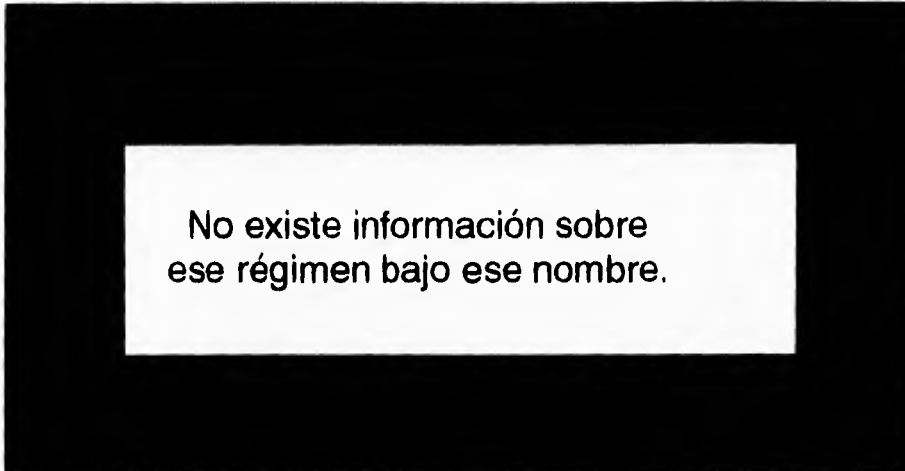 No existe información sobre
ese régimen bajo ese nombre.